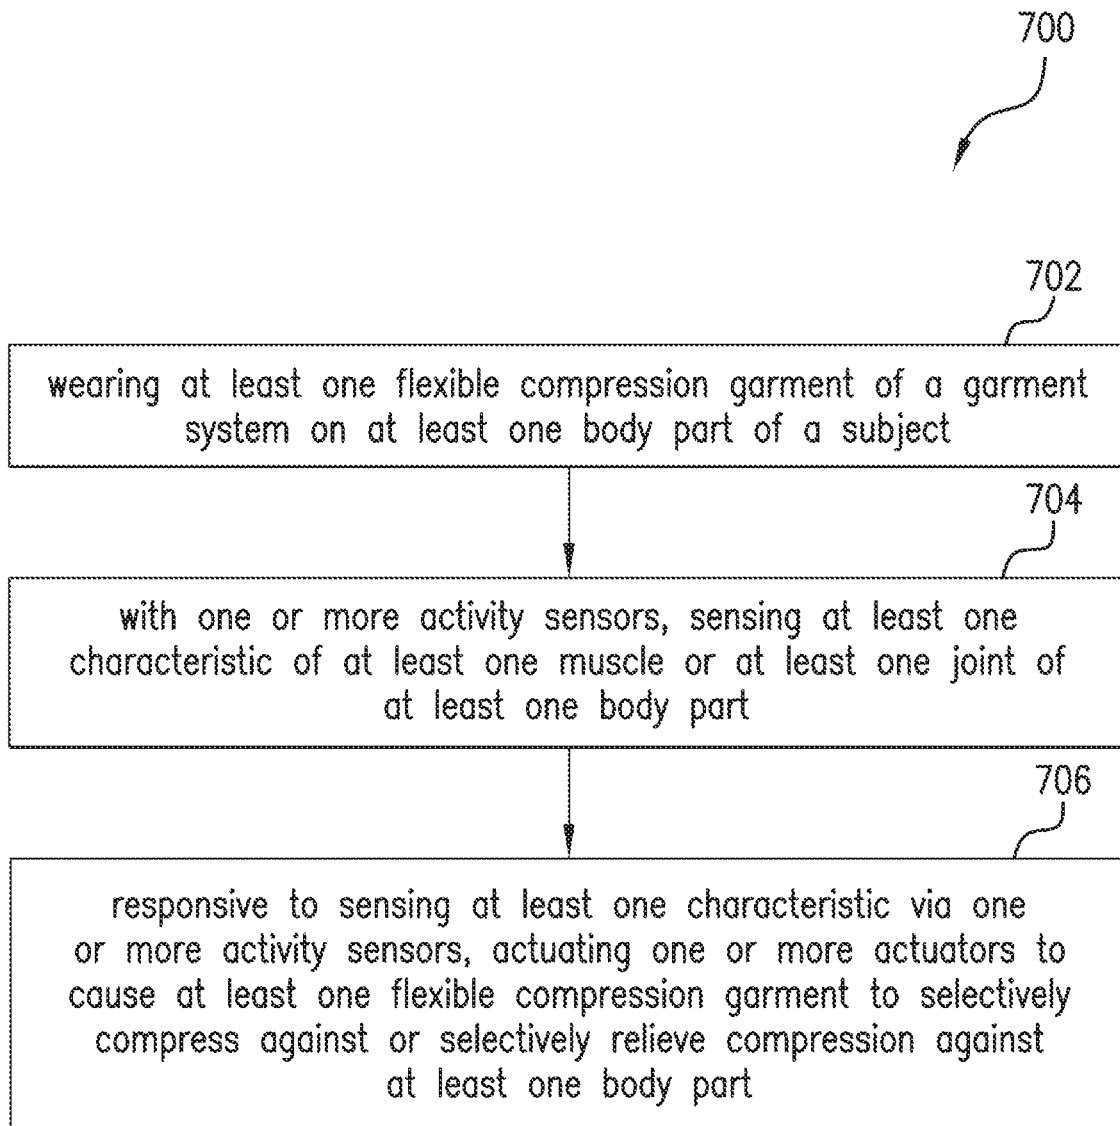 700
702
wearing at least one flexible compression garment of a garment
system on at least one body part of a subject
704
with one or more activity sensors, sensing at least one
characteristic of at least one muscle or at least one joint of
at least one body part
706
responsive to sensing at least one characteristic via one
or more activity sensors, actuating one or more actuators to
cause at least one flexible compression garment to selectively
compress against or selectively relieve compression against
at least one body part